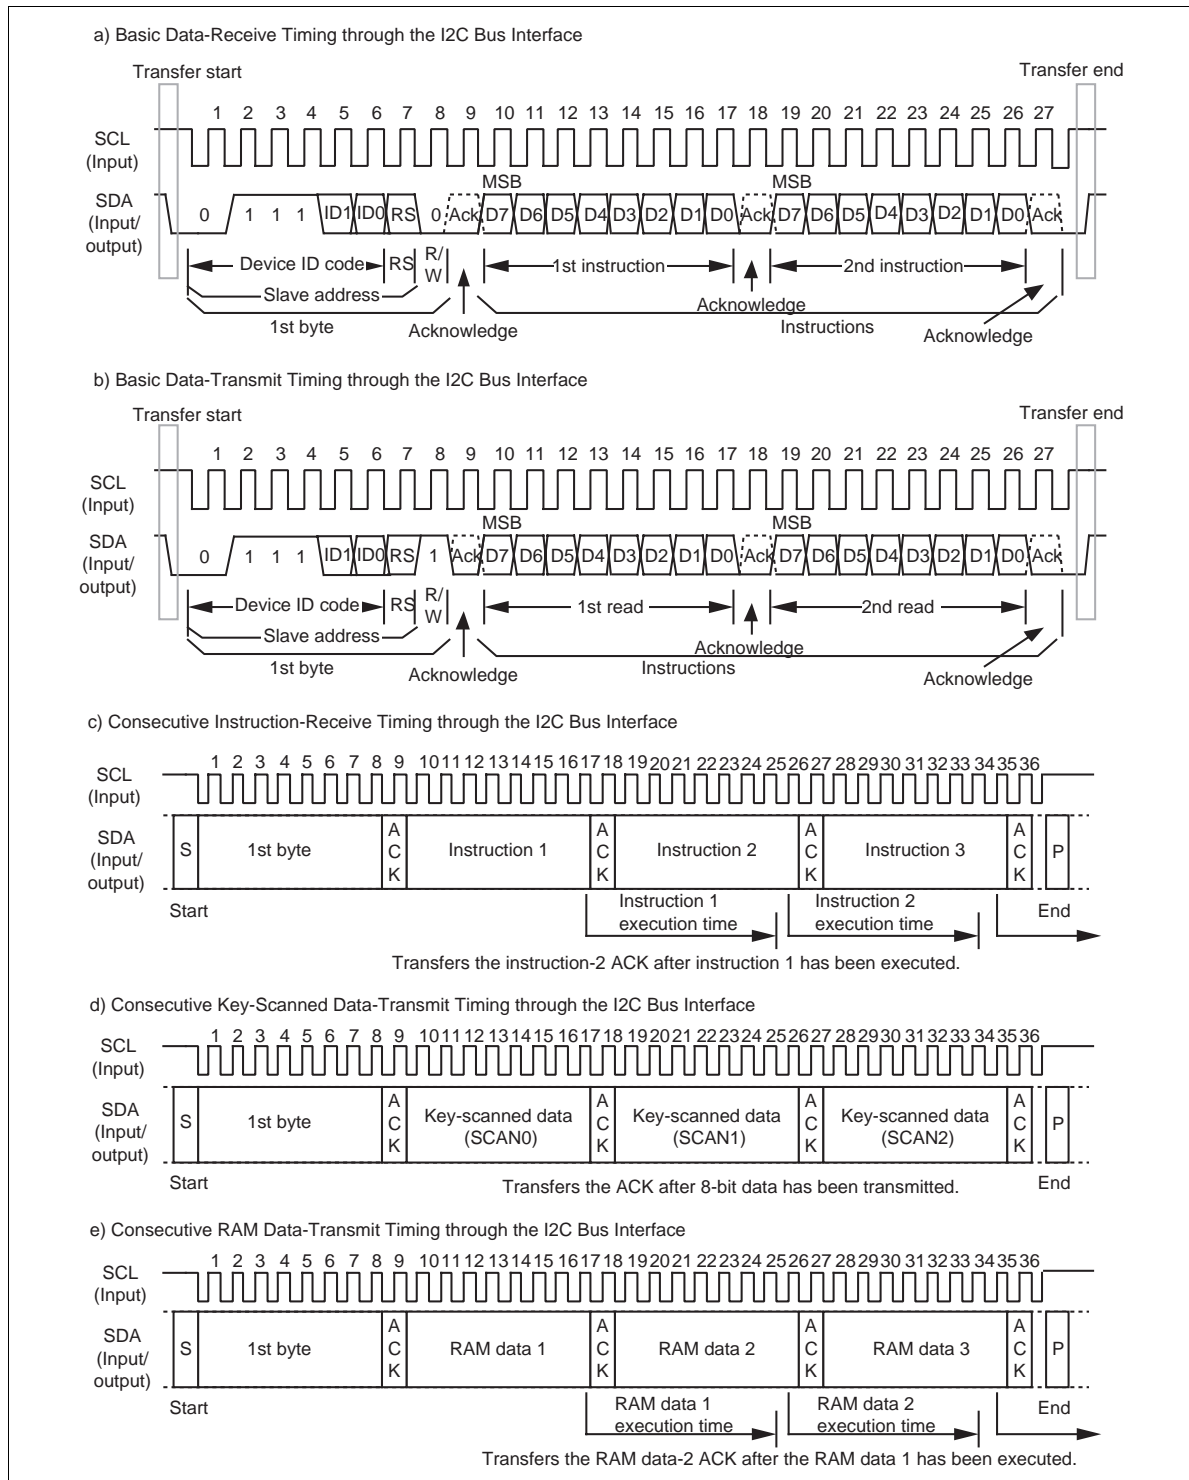 a) Basic Data-Receive Timing through the I2C Bus Interface
Transfer start
Transfer end
1 2 3 4 5 6 7 8 9 10 11 12 13 14 15 16 17 18 19 20 21 22 23 24 25 26 27
SCL
(Input)
MSB MSB
SDA
(Input/
output)
0 1 1 1 ID1 ID0 RS 0 Ack D7 D6 D5 D4 D3 D2 D1 D0 Ack D7 D6 D5 D4 D3 D2 D1 D0 Ack
Device ID code RS R/
W
1st instruction 2nd instruction
Slave address
1st byte
Acknowledge
Acknowledge
Instructions
Acknowledge
b) Basic Data-Transmit Timing through the I2C Bus Interface
Transfer start
Transfer end
1 2 3 4 5 6 7 8 9 10 11 12 13 14 15 16 17 18 19 20 21 22 23 24 25 26 27
SCL
(Input)
MSB MSB
SDA
(Input/
output)
0 1 1 1 ID1 ID0 RS 1 Ack D7 D6 D5 D4 D3 D2 D1 D0 Ack D7 D6 D5 D4 D3 D2 D1 D0 Ack
Device ID code RS R/
W
1st read 2nd read
Slave address
1st byte
Acknowledge
Acknowledge
Instructions
Acknowledge
c) Consecutive Instruction-Receive Timing through the I2C Bus Interface
1 2 3 4 5 6 7 8 9 10 11 12 13 14 15 16 17 18 19 20 21 22 23 24 25 26 27 28 29 30 31 32 33 34 35 36
SCL
(Input)
SDA
(Input/
output)
S 1st byte ACK Instruction 1 ACK Instruction 2 ACK Instruction 3 ACK P
Start
End
Instruction 1
execution time
Instruction 2
execution time
Transfers the instruction-2 ACK after instruction 1 has been executed.
d) Consecutive Key-Scanned Data-Transmit Timing through the I2C Bus Interface
1 2 3 4 5 6 7 8 9 10 11 12 13 14 15 16 17 18 19 20 21 22 23 24 25 26 27 28 29 30 31 32 33 34 35 36
SCL
(Input)
SDA
(Input/
output)
S 1st byte ACK Key-scanned data
(SCAN0)
ACK Key-scanned data
(SCAN1)
ACK Key-scanned data
(SCAN2)
ACK P
Start
End
Transfers the ACK after 8-bit data has been transmitted.
e) Consecutive RAM Data-Transmit Timing through the I2C Bus Interface
1 2 3 4 5 6 7 8 9 10 11 12 13 14 15 16 17 18 19 20 21 22 23 24 25 26 27 28 29 30 31 32 33 34 35 36
SCL
(Input)
SDA
(Input/
output)
S 1st byte ACK RAM data 1 ACK RAM data 2 ACK RAM data 3 ACK P
Start
End
RAM data 1
execution time
RAM data 2
execution time
Transfers the RAM data-2 ACK after the RAM data 1 has been executed.